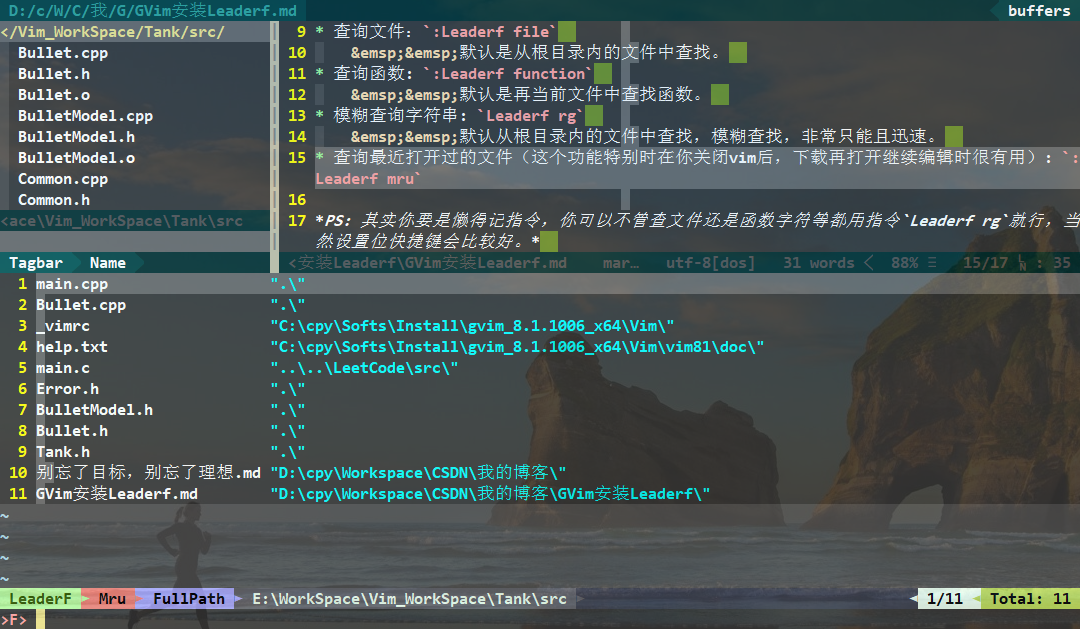 D:/c/W/C/我/G/GVim安装Leaderf.md
buffers
</Vim_WorkSpace/Tank/src/
Bullet.cpp
Bullet.h
Bullet.o
BulletModel.cpp
BulletModel.h
BulletModel.o
Common.cpp
Common.h
<ace\Vim_WorkSpace\Tank\src
Tagbar Name
9 * 查询文件：`:Leaderf file`
10 &emsp;&emsp;默认是从根目录内的文件中查找。
11 * 查询函数：`:Leaderf function`
12 &emsp;&emsp;默认是再当前文件中查找函数。
13 * 模糊查询字符串：`Leaderf rg`
14 &emsp;&emsp;默认从根目录内的文件中查找，模糊查找，非常只能且迅速。
15 * 查询最近打开过的文件（这个功能特别时在你关闭vim后，下载再打开继续编辑时很有用）：`:
Leaderf mru`
16
17 *PS: 其实你要是懒得记指令，你可以不管查文件还是函数字符等都用指令`Leaderf rg`就行，当
然设置位快捷键会比较好。*
<安装Leaderf\GVim安装Leaderf.md mar… utf-8[dos] 31 words 88% ☰ 15/17 : 35
1 main.cpp ".\"
2 Bullet.cpp ".\"
3 _vimrc "C:\cpy\Softs\Install\gvim_8.1.1006_x64\Vim\"
4 help.txt "C:\cpy\Softs\Install\gvim_8.1.1006_x64\Vim\vim81\doc\"
5 main.c "..\..\LeetCode\src\"
6 Error.h ".\"
7 BulletModel.h ".\"
8 Bullet.h ".\"
9 Tank.h ".\"
10 别忘了目标，别忘了理想.md "D:\cpy\Workspace\CSDN\我的博客\"
11 GVim安装Leaderf.md "D:\cpy\Workspace\CSDN\我的博客\GVim安装Leaderf\"
~
~
~
~
LeaderF Mru FullPath E:\WorkSpace\Vim_WorkSpace\Tank\src 1/11 Total: 11
>F>